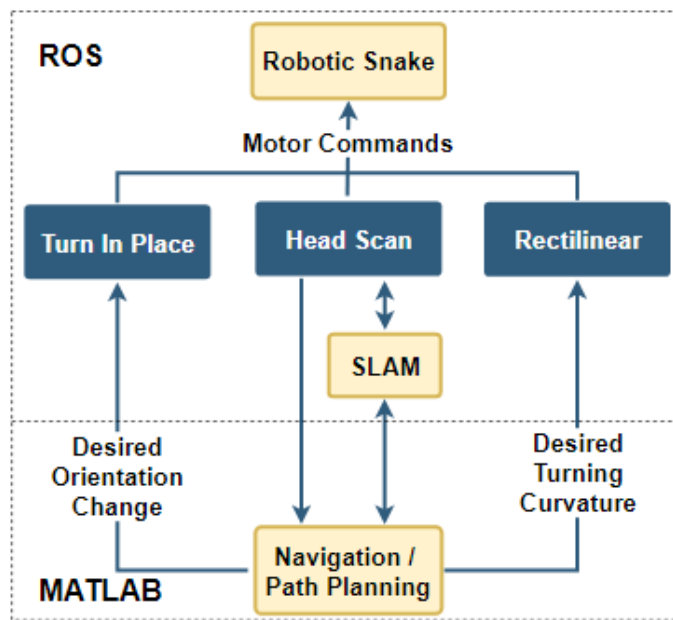 ROS
Robotic Snake
Motor Commands
Turn In Place
Head Scan
Rectilinear
SLAM
Desired
Orientation
Change
Desired
Turning
Curvature
Navigation /
Path Planning
MATLAB